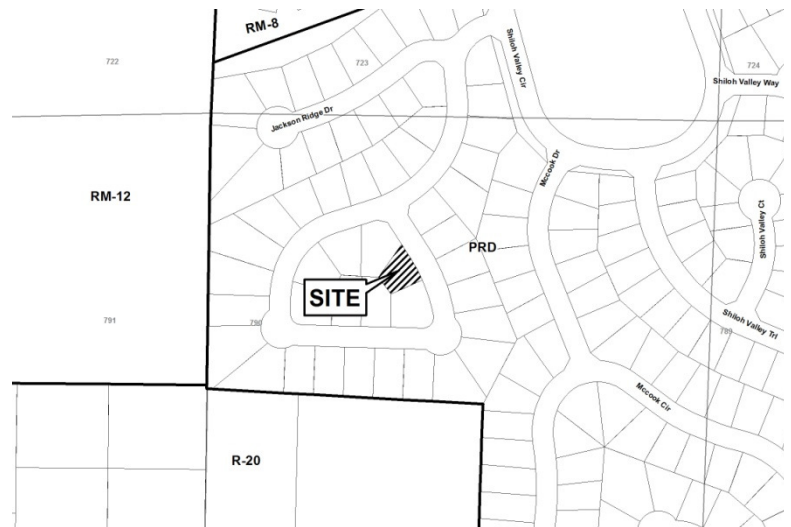 RM-8
722
723
Shiloh Valley Cir
724
Shiloh Valley Way
Jackson Ridge Dr
Mccook Dr
RM-12
Shiloh Valley Ct
PRD
SITE
791
790
Shiloh Valley Trl
789
Mccook Cir
R-20